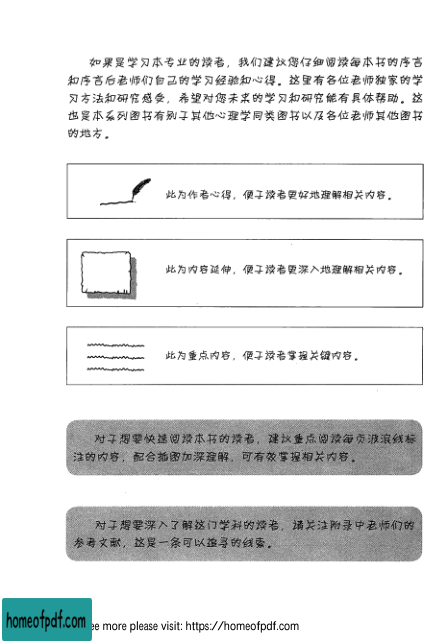 如果是学习本专业的读者，我们建议您仔细阅读每本书的序言
和序言后老师们自己的学习经验和心得。这里有各位老师独家的学
习方法和研究感受，希望对您未来的学习和研究能有具体帮助。这
也是本系列图书有别于其他心理学同类图书以及各位老师其他图书
的地方。
此为作者心得，便于读者更好地理解相关内容。
此为内容延伸，便于读者更深入地理解相关内容。
此为重点内容，便于读者掌握关键内容。
对于想要快速阅读本书的读者，建议重点阅读每页波浪线标
注的内容，配合插图加深理解，可有效掌握相关内容。
对于想要深入了解这门学科的读者，请关注附录中老师们的
参考文献，这是一条可以追寻的线索。
homeofpdf.com
ee more please visit: https://homeofpdf.com